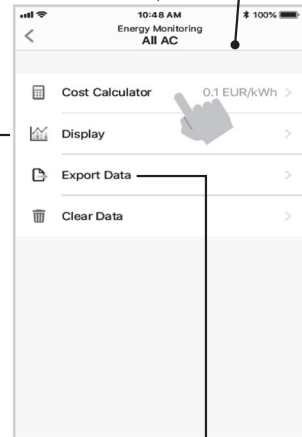 10:48 AM 100%
Energy Monitoring
All AC
Cost Calculator 0.1 EUR/kWh
Display
Export Data
Clear Data